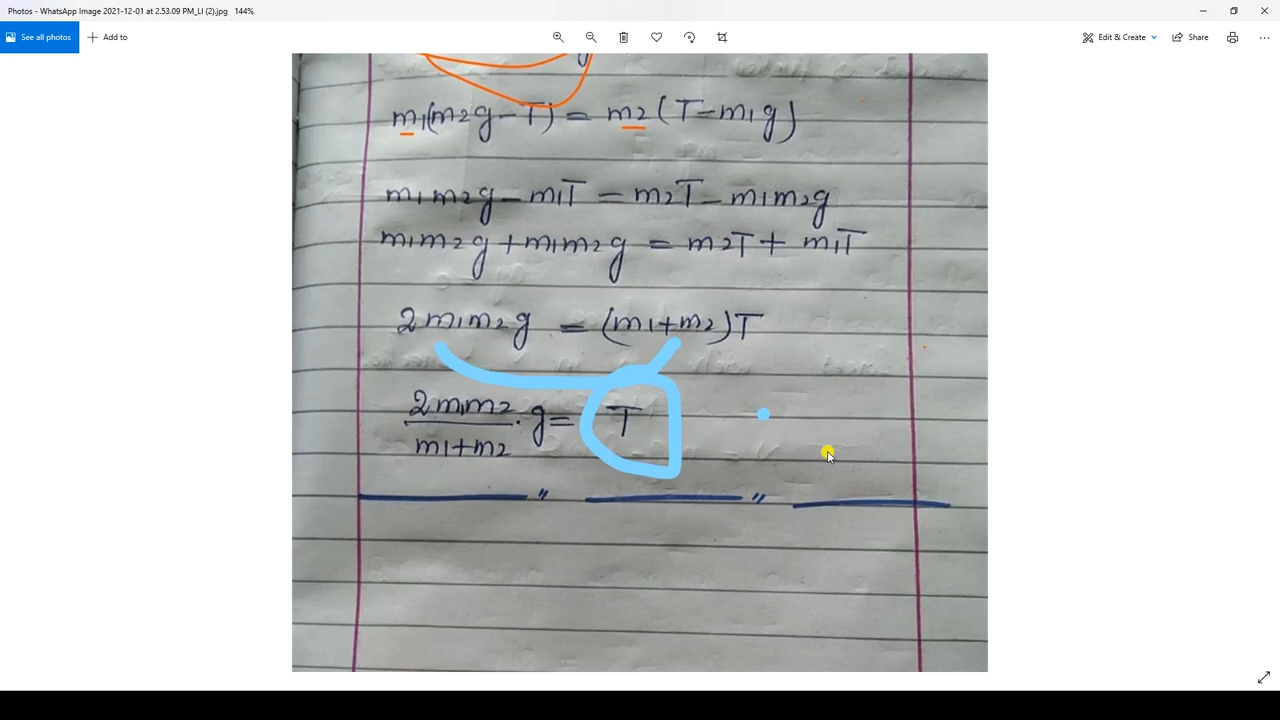 Photos - WhatsApp Image 2021-12-01 at 2.53.09 PM_LI (2).jpg 144%
See all photos
Add to
Edit & Create
Share
m1(m2g-T) = m2(T-m1g)
m1m2g-m1T = m2T-m1m2g
m1m2g+m1m2g = m2T+ m1T
2m1m2g = (m1+m2)T
2m1m2
m1+m2
·g= T